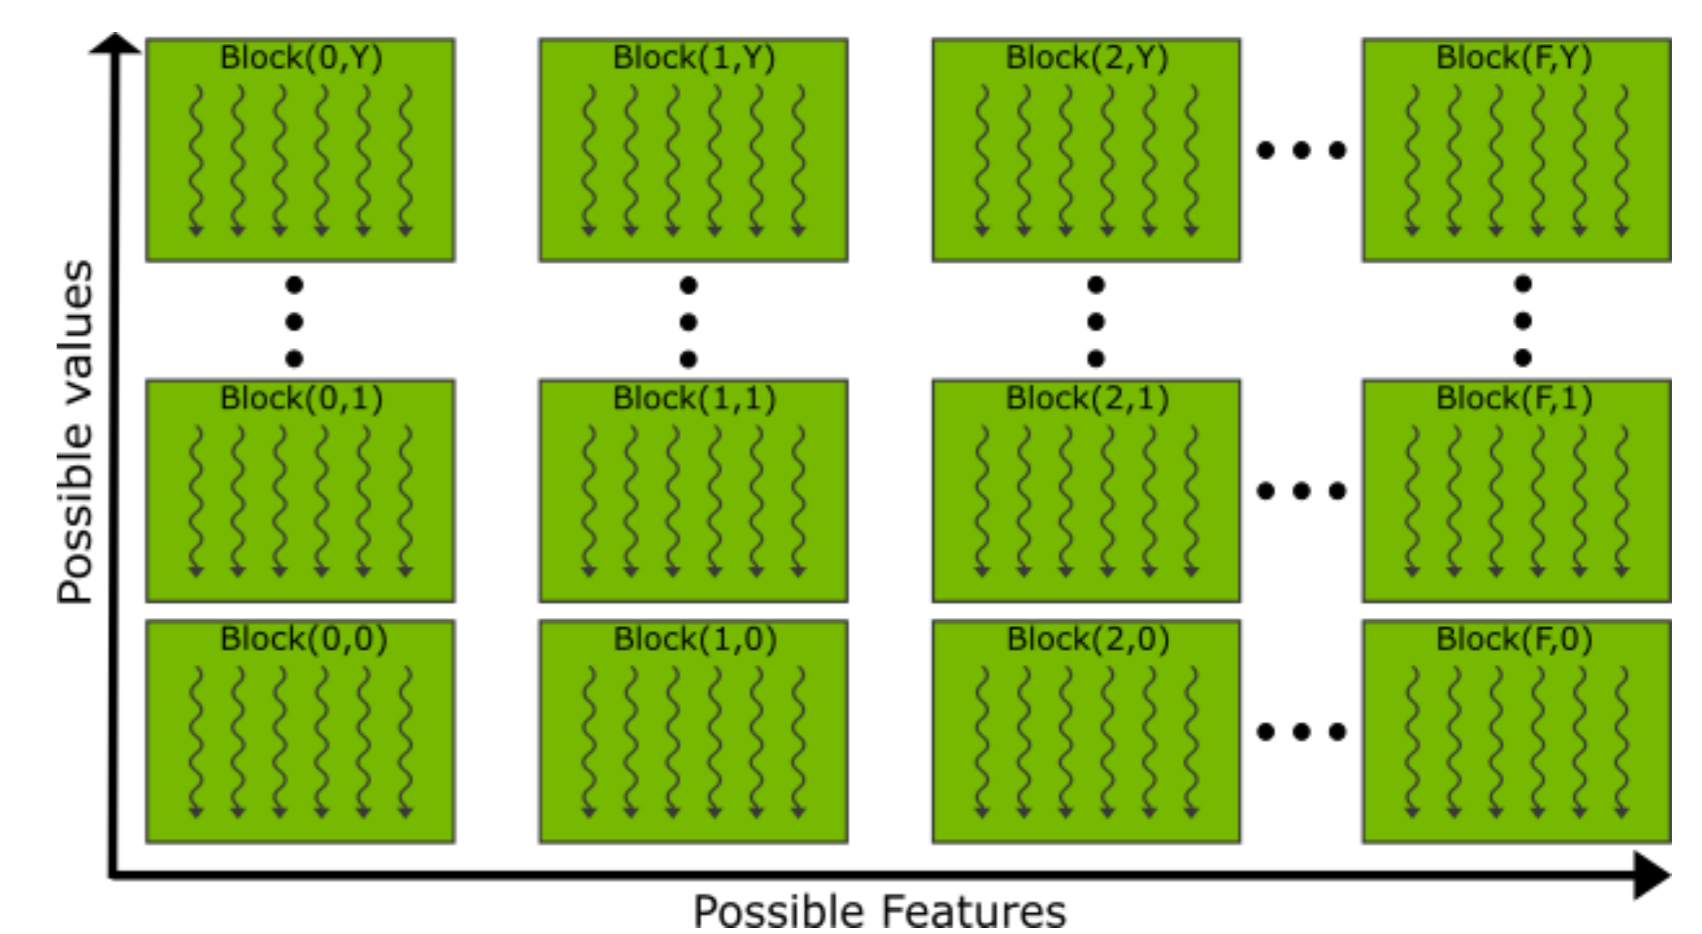 Block(0,Y) Block(1,Y) Block(2,Y) Block(F,Y)
Possible values
Block(0,1) Block(1,1) Block(2,1) Block(F,1)
Block(0,0) Block(1,0) Block(2,0) Block(F,0)
Possible Features